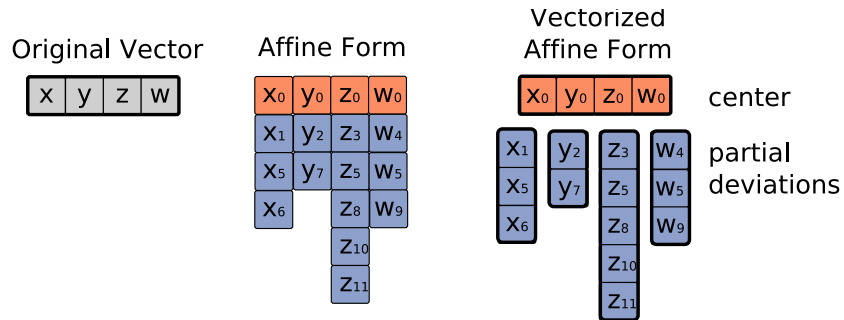 Original Vector
x y z w
Affine Form
x₀ y₀ z₀ w₀
x₁ y₂ z₃ w₄
x₅ y₇ z₅ w₅
x₆ z₈ w₉
z₁₀
z₁₁
Vectorized
Affine Form
x₀ y₀ z₀ w₀
center
x₁ y₂ z₃ w₄
x₅ y₇ z₅ w₅
x₆ z₈ w₉
z₁₀
z₁₁
partial
deviations